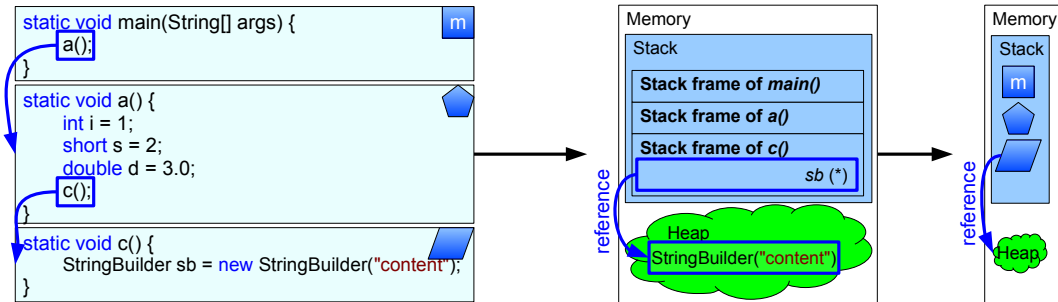 static void main(String[] args) {
m
a();
}
static void a() {
int i = 1;
short s = 2;
double d = 3.0;
c();
}
static void c() {
StringBuilder sb = new StringBuilder("content");
}
Memory
Stack
Stack frame of main()
Stack frame of a()
Stack frame of c()
sb (*)
reference
Heap
StringBuilder("content")
Memory
Stack
m
reference
Heap